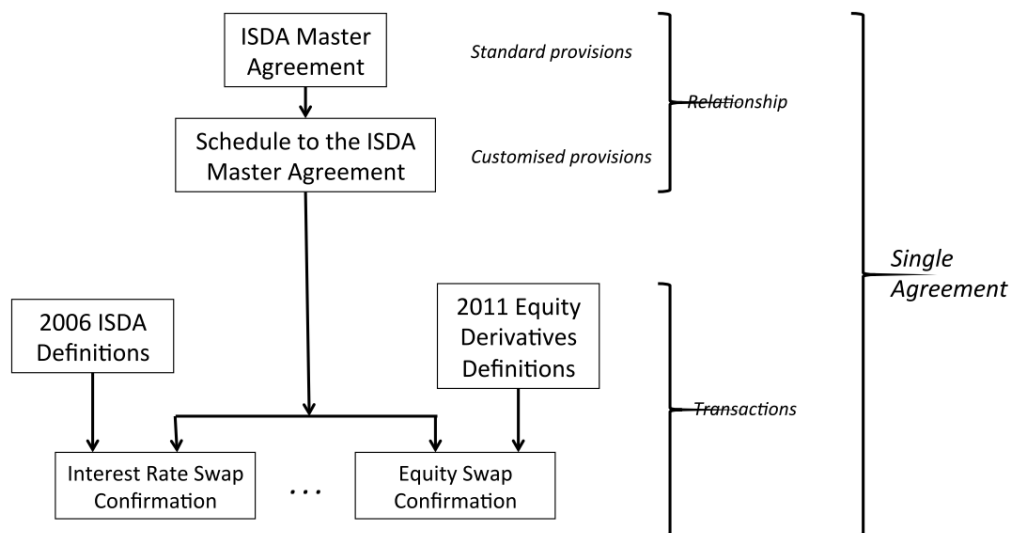 ISDA Master
Agreement
Standard provisions
Relationship
Schedule to the ISDA
Master Agreement
Customised provisions
Single
Agreement
2006 ISDA
Definitions
2011 Equity
Derivatives
Definitions
Transactions
Interest Rate Swap
Confirmation
...
Equity Swap
Confirmation